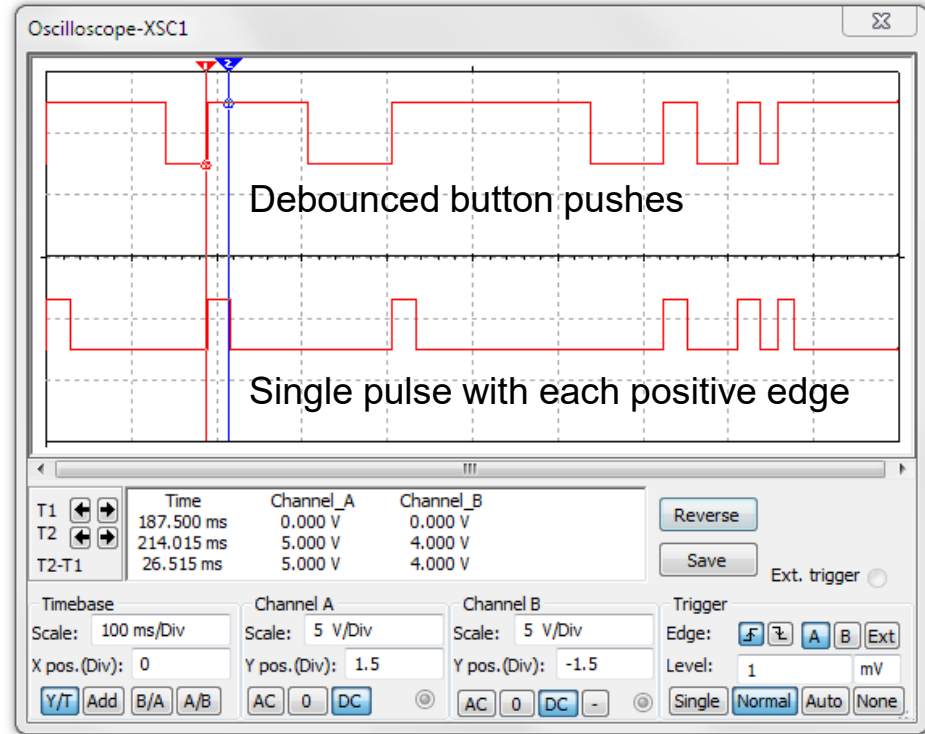 Oscilloscope-XSC1
1 2
Debounced button pushes
Single pulse with each positive edge
Time Channel_A Channel_B
T1 187.500 ms 0.000 V 0.000 V
T2 214.015 ms 5.000 V 4.000 V
T2-T1 26.515 ms 5.000 V 4.000 V
Reverse
Save
Ext. trigger
Timebase
Scale: 100 ms/Div
X pos.(Div): 0
Y/T Add B/A A/B
Channel A
Scale: 5 V/Div
Y pos.(Div): 1.5
AC 0 DC
Channel B
Scale: 5 V/Div
Y pos.(Div): -1.5
AC 0 DC -
Trigger
Edge: A B Ext
Level: 1 mV
Single Normal Auto None